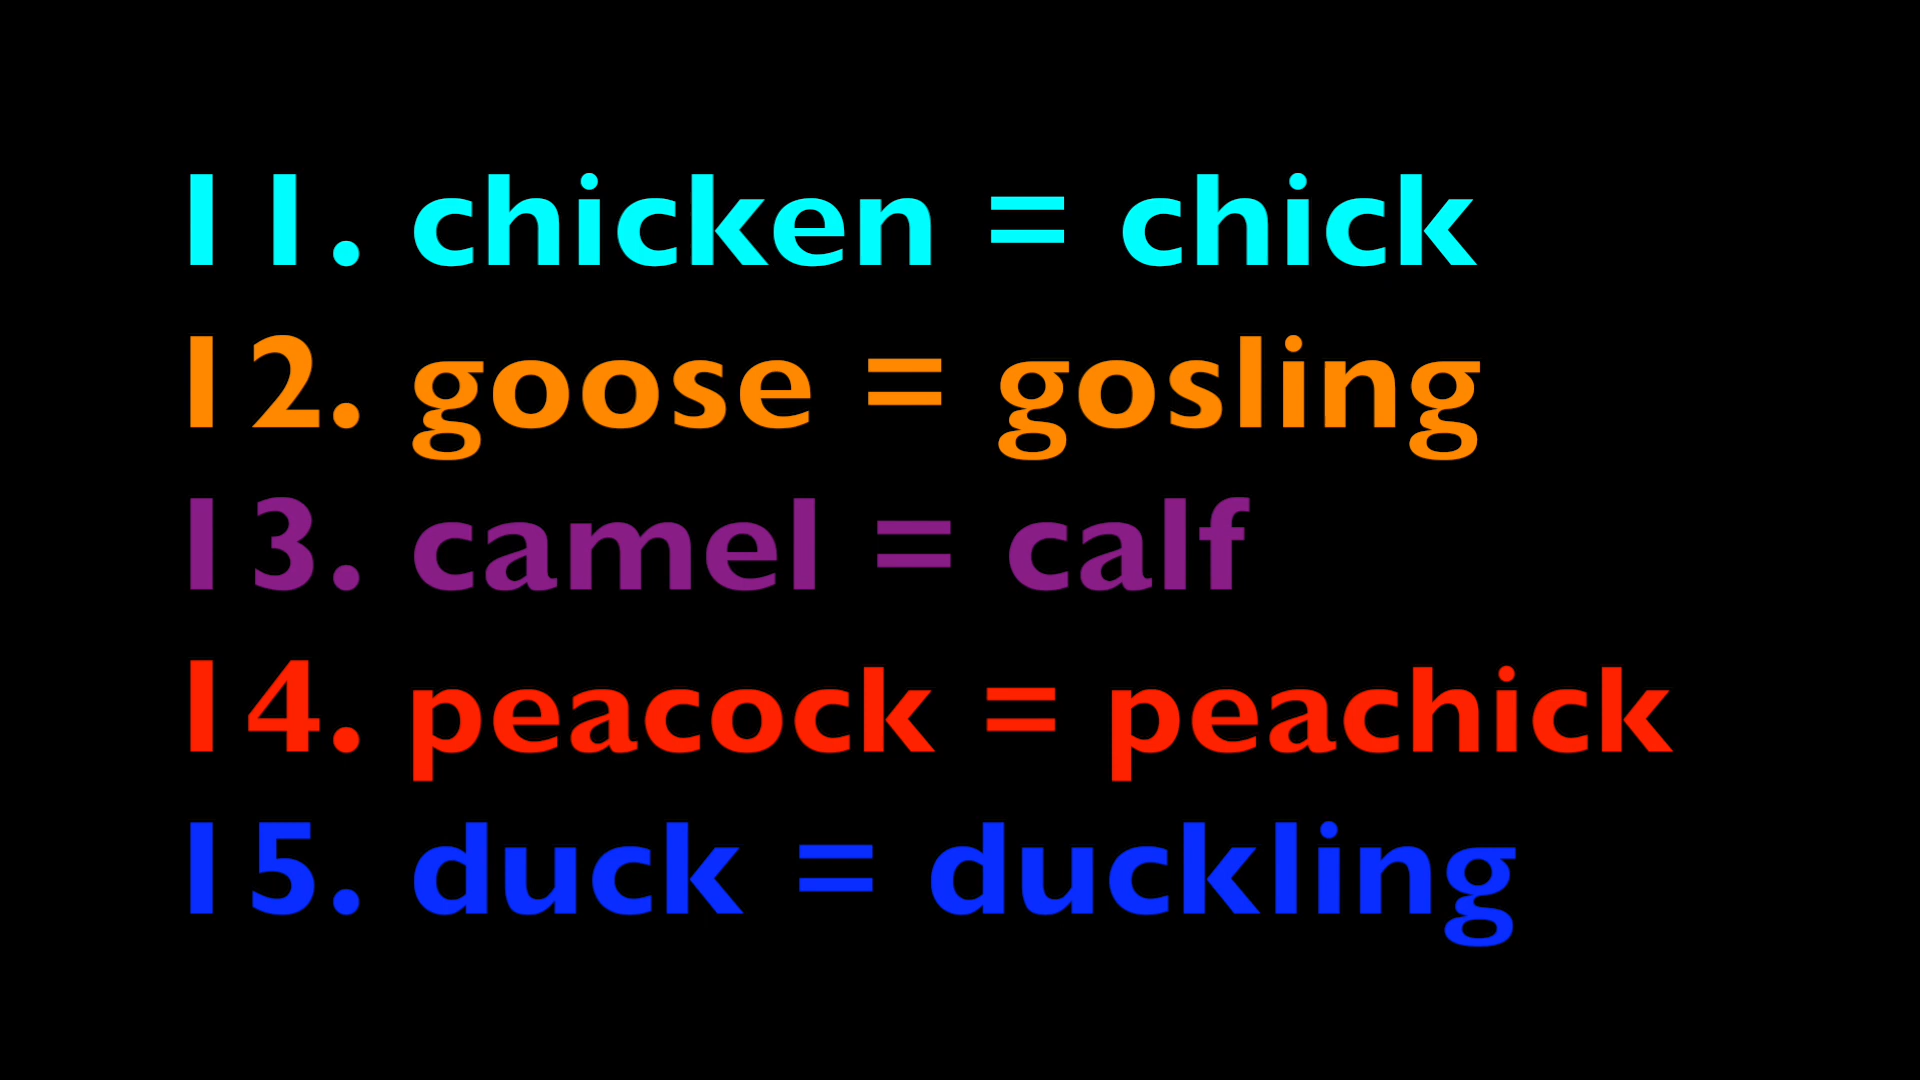 11. chicken = chick
12. goose = gosling
13. camel = calf
14. peacock = peachick
15. duck = duckling